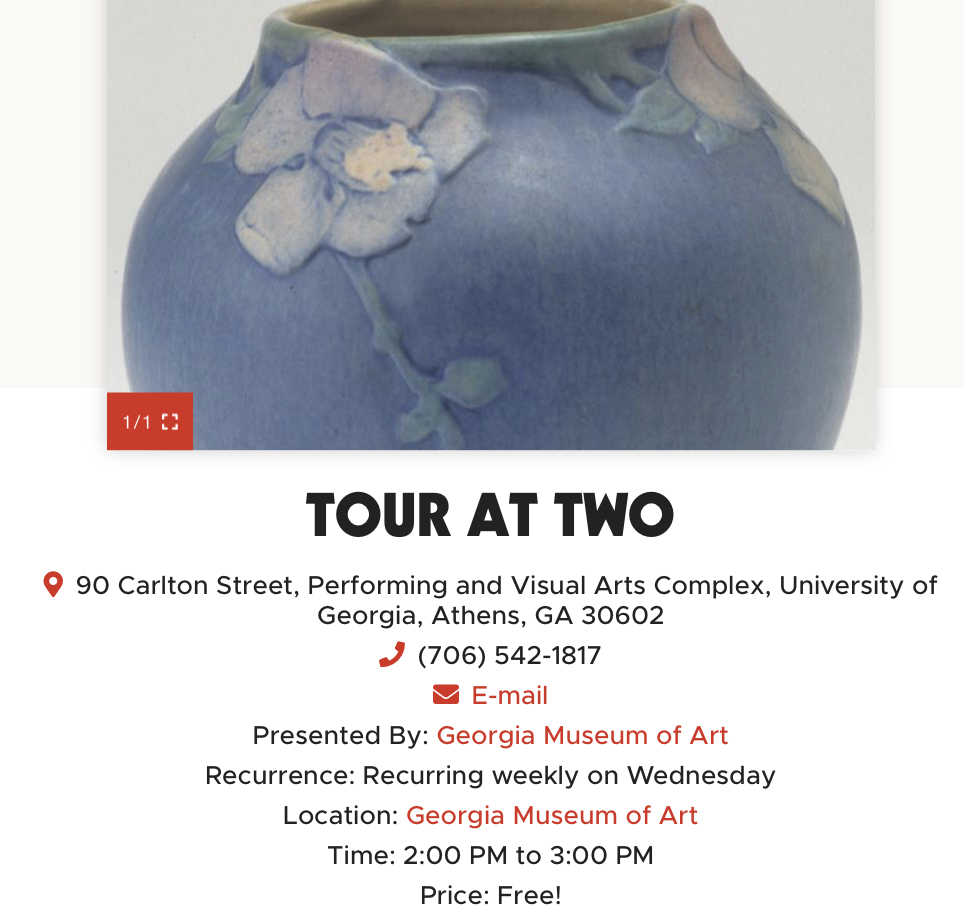 1/1
TOUR AT TWO
90 Carlton Street, Performing and Visual Arts Complex, University of
Georgia, Athens, GA 30602
(706) 542-1817
E-mail
Presented By: Georgia Museum of Art
Recurrence: Recurring weekly on Wednesday
Location: Georgia Museum of Art
Time: 2:00 PM to 3:00 PM
Price: Free!